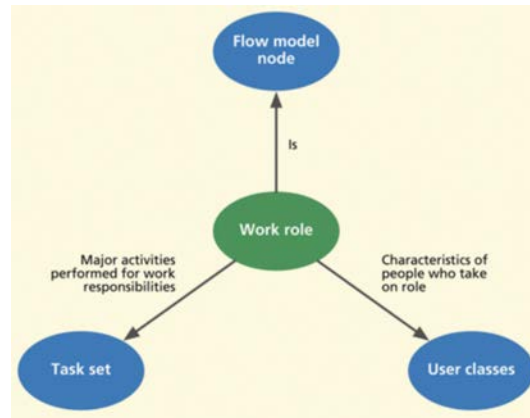 Flow model
node
Is
Work role
Major activities
performed for work
responsibilities
Characteristics of
people who take
on role
Task set
User classes